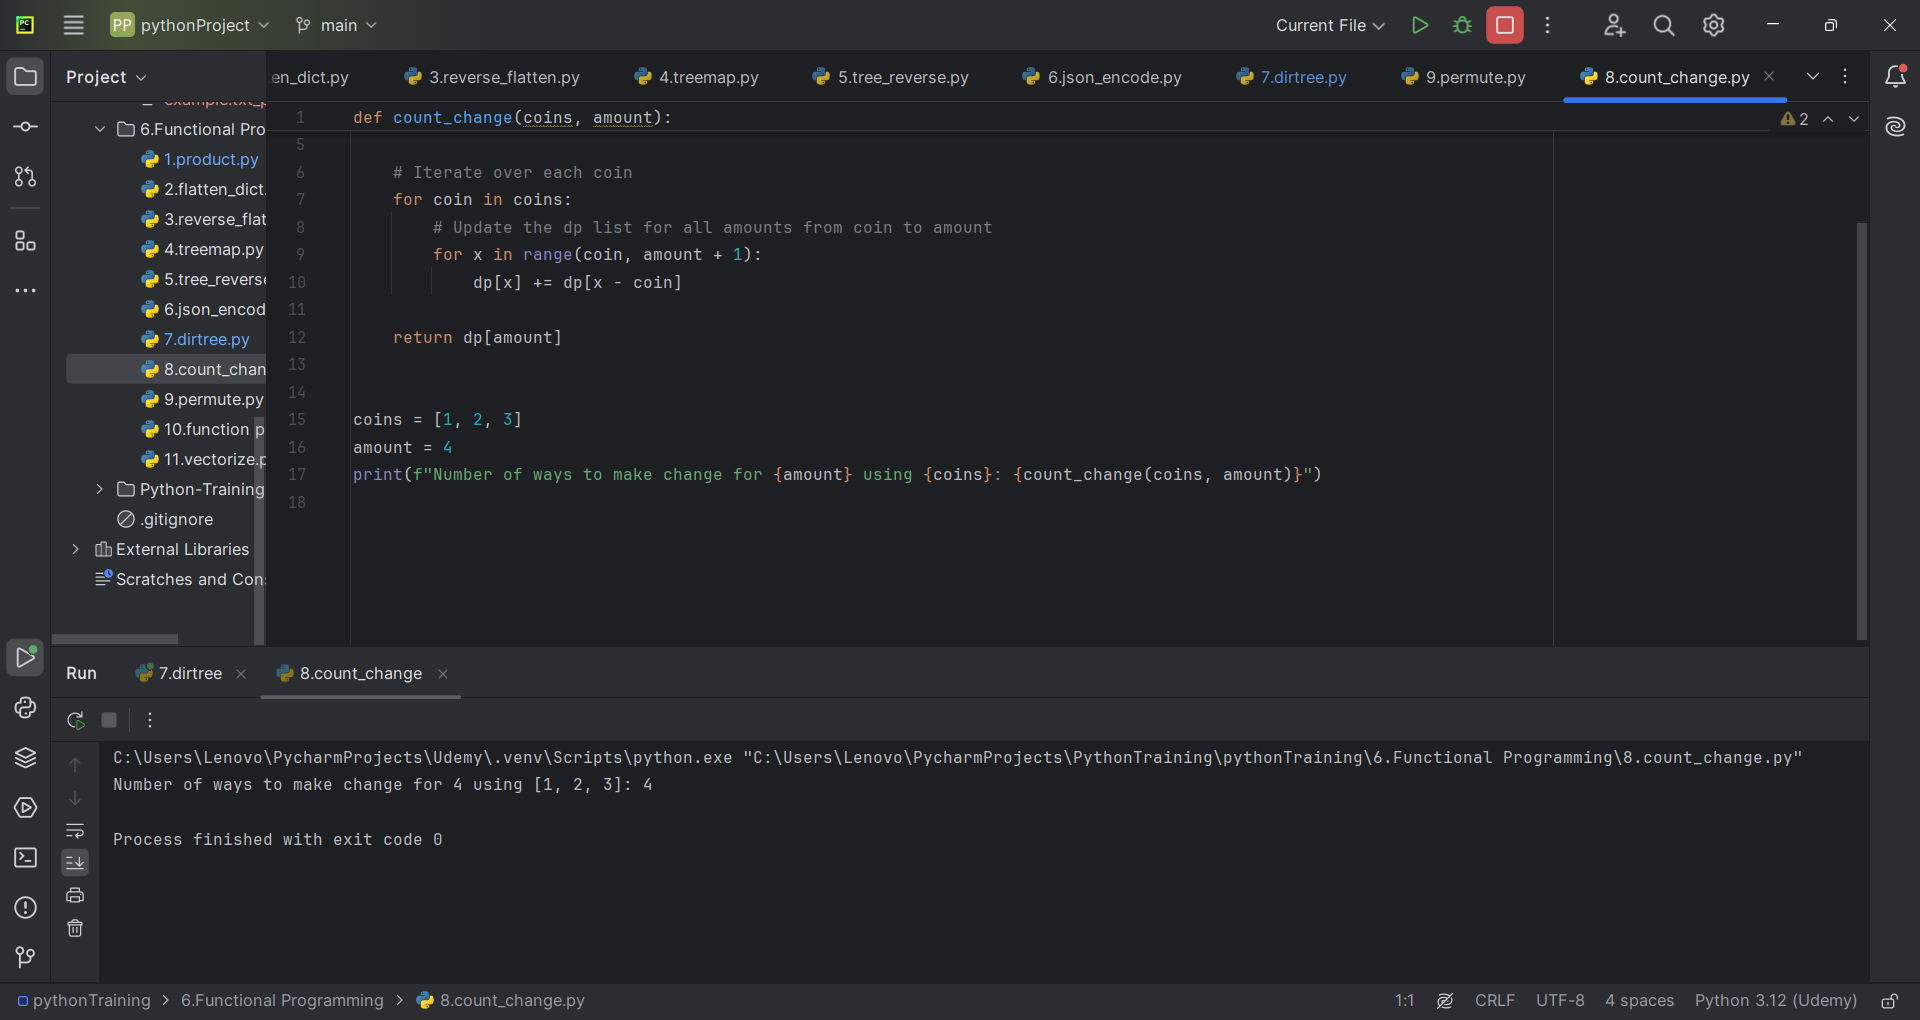 PC
PP pythonProject
main
Current File
Project
en_dict.py
3.reverse_flatten.py
4.treemap.py
5.tree_reverse.py
6.json_encode.py
7.dirtree.py
9.permute.py
8.count_change.py
example.txt_p
6.Functional Pro
1.product.py
2.flatten_dict.
3.reverse_flat
4.treemap.py
5.tree_reverse
6.json_encod
7.dirtree.py
8.count_chan
9.permute.py
10.function p
11.vectorize.p
Python-Training
.gitignore
External Libraries
Scratches and Con
1 def count_change(coins, amount):
2
5
6 # Iterate over each coin
7 for coin in coins:
8 # Update the dp list for all amounts from coin to amount
9 for x in range(coin, amount + 1):
10 dp[x] += dp[x - coin]
11
12 return dp[amount]
13
14
15 coins = [1, 2, 3]
16 amount = 4
17 print(f"Number of ways to make change for {amount} using {coins}: {count_change(coins, amount)}")
18
Run
7.dirtree
8.count_change
C:\Users\Lenovo\PycharmProjects\Udemy\.venv\Scripts\python.exe "C:\Users\Lenovo\PycharmProjects\PythonTraining\pythonTraining\6.Functional Programming\8.count_change.py"
Number of ways to make change for 4 using [1, 2, 3]: 4
Process finished with exit code 0
pythonTraining > 6.Functional Programming > 8.count_change.py
1:1
CRLF
UTF-8
4 spaces
Python 3.12 (Udemy)